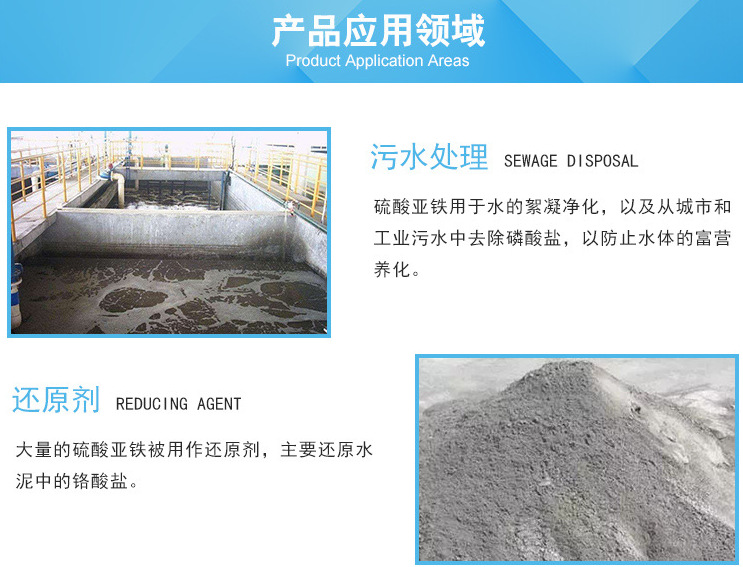 产品应用领域
Product Application Areas
污水处理 SEWAGE DISPOSAL
硫酸亚铁用于水的絮凝净化，以及从城市和
工业污水中去除磷酸盐，以防止水体的富营
养化。
还原剂 REDUCING AGENT
大量的硫酸亚铁被用作还原剂，主要还原水
泥中的铬酸盐。